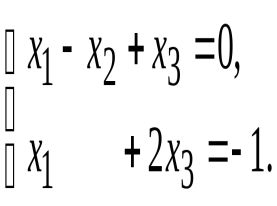 x₁ - x₂ + x₃ = 0,
x₁ + 2x₃ = - 1.